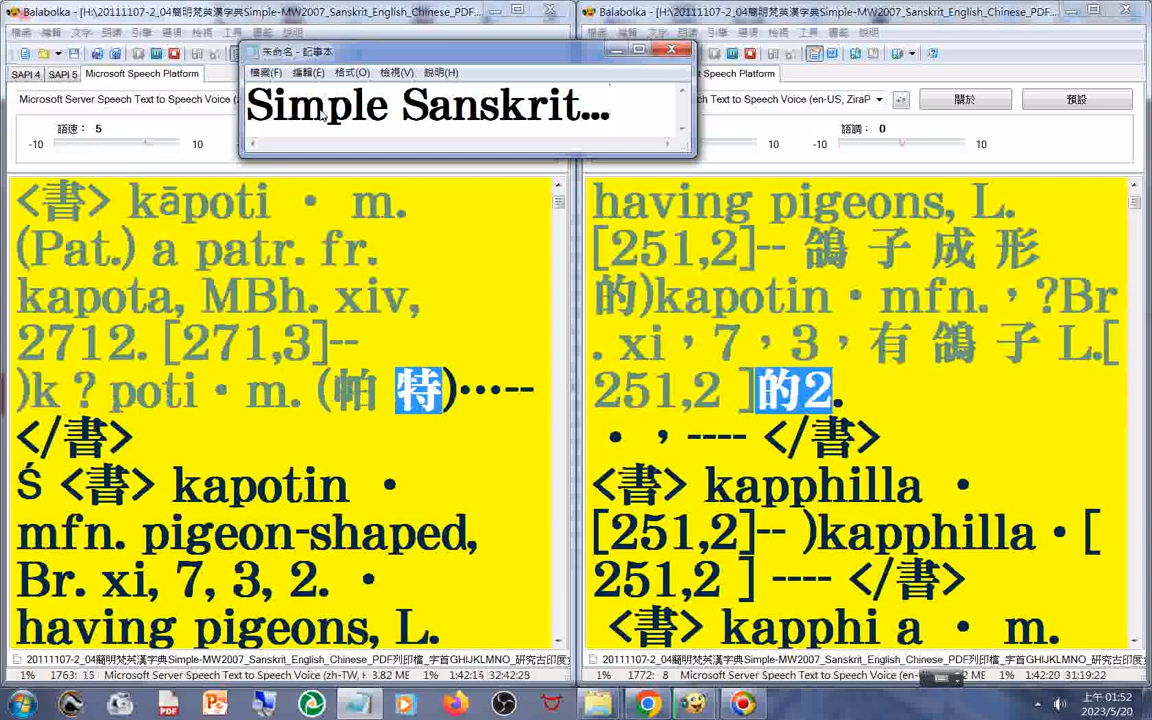 Balabolka - [H:\20111107-2_04簡明梵英漢字典Simple-MW2007_Sanskrit_English_Chinese_PDF...
Balabolka - [H:\20111107-2_04簡明梵英漢字典Simple-MW2007_Sanskrit_English_Chinese_PDF...
未命名 - 記事本
檔案(F) 編輯(E) 格式(O) 檢視(V) 說明(H)
Simple Sanskrit...
SAPI 4 SAPI 5 Microsoft Speech Platform
t Speech Platform
Microsoft Server Speech Text to Speech Voice (
ch Text to Speech Voice (en-US, ZiraP
關於
預設
語速： 5
-10 10
10
語調： 0
-10 10
<書> kāpoti • m.
(Pat.) a patr. fr.
kapota, MBh. xiv,
2712. [271,3]--
)k ? poti • m. (帕 特)•••--
</書>
Ś <書> kapotin •
mfn. pigeon-shaped,
Br. xi, 7, 3, 2. •
having pigeons, L.
having pigeons, L.
[251,2]-- 鴿 子 成 形
的)kapotin • mfn.，?Br
. xi，7，3，有 鴿 子 L.[
251,2 ]的2.
•，---- </書>
<書> kapphilla •
[251,2]-- )kapphilla • [
251,2 ] ---- </書>
<書> kapphi a • m.
20111107-2_04簡明梵英漢字典Simple-MW2007_Sanskrit_English_Chinese_PDF列印檔_字首GHIJKLMNO_研究古印度
20111107-2_04簡明梵英漢字典Simple-MW2007_Sanskrit_English_Chinese_PDF列印檔_字首GHIJKLMNO_研究古印度
1% 1763: 15 Microsoft Server Speech Text to Speech Voice (zh-TW, H 3.82 MB 1:42:15 32:42:28
1% 1772: 8 Microsoft Server Speech Text to Speech Voice (en- 1:42:20 31:19:22
上午 01:52
2023/5/20